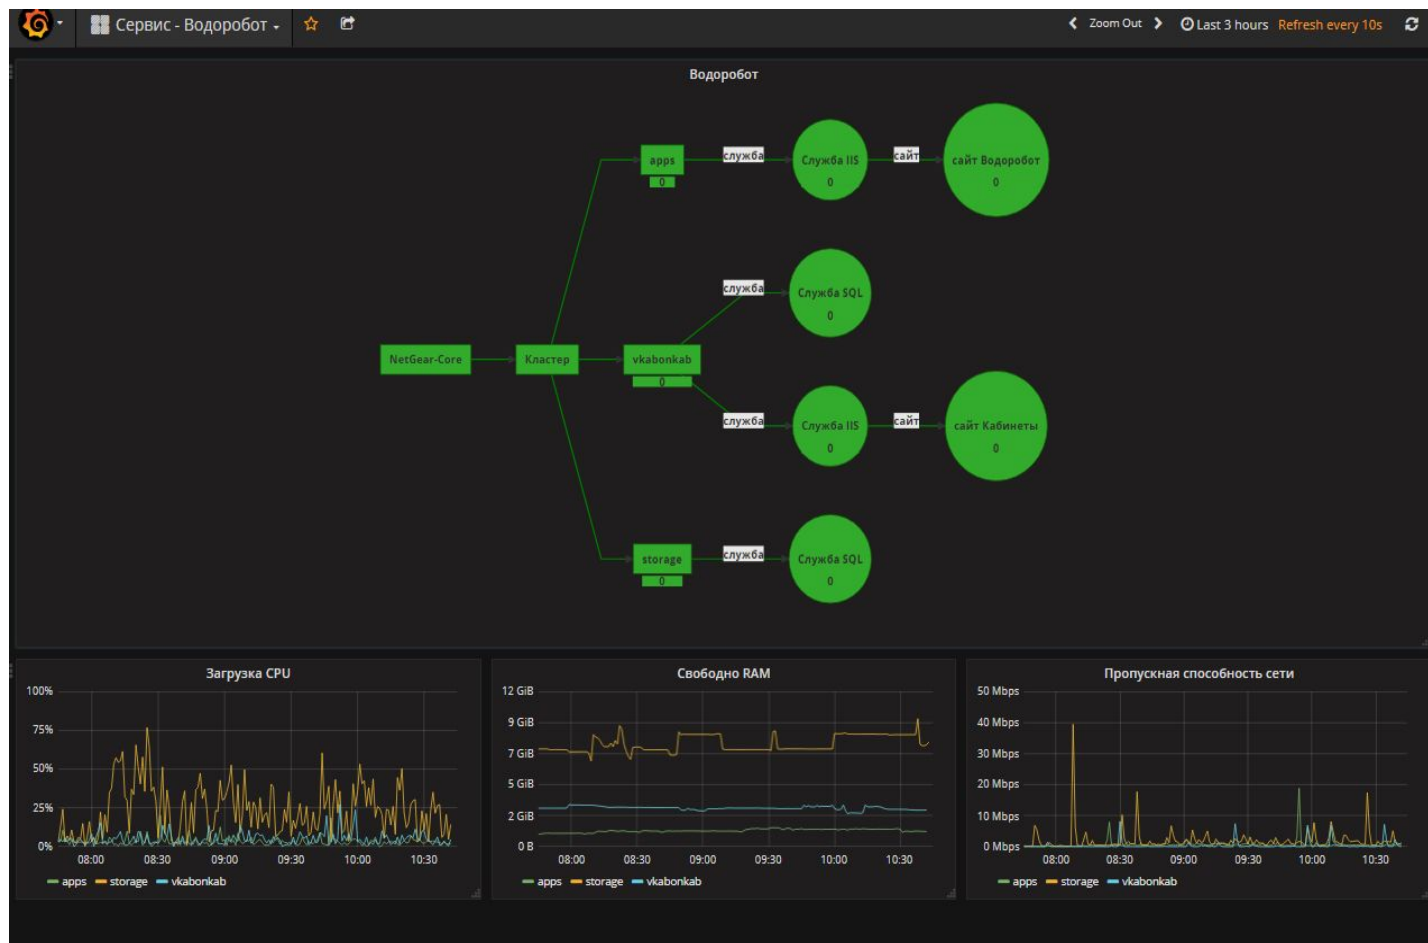 Сервис - Водоробот
Zoom Out
Last 3 hours Refresh every 10s
Водоробот
apps
0
служба
Служба IIS
0
сайт
сайт Водоробот
0
служба
Служба SQL
0
NetGear-Core
Кластер
vkabonkab
0
служба
Служба IIS
0
сайт
сайт Кабинеты
0
storage
0
служба
Служба SQL
0
Загрузка CPU
100%
75%
50%
25%
0%
08:00 08:30 09:00 09:30 10:00 10:30
apps storage vkabonkab
Свободно RAM
12 GiB
9 GiB
7 GiB
5 GiB
2 GiB
0 B
08:00 08:30 09:00 09:30 10:00 10:30
apps storage vkabonkab
Пропускная способность сети
50 Mbps
40 Mbps
30 Mbps
20 Mbps
10 Mbps
0 Mbps
08:00 08:30 09:00 09:30 10:00 10:30
apps storage vkabonkab